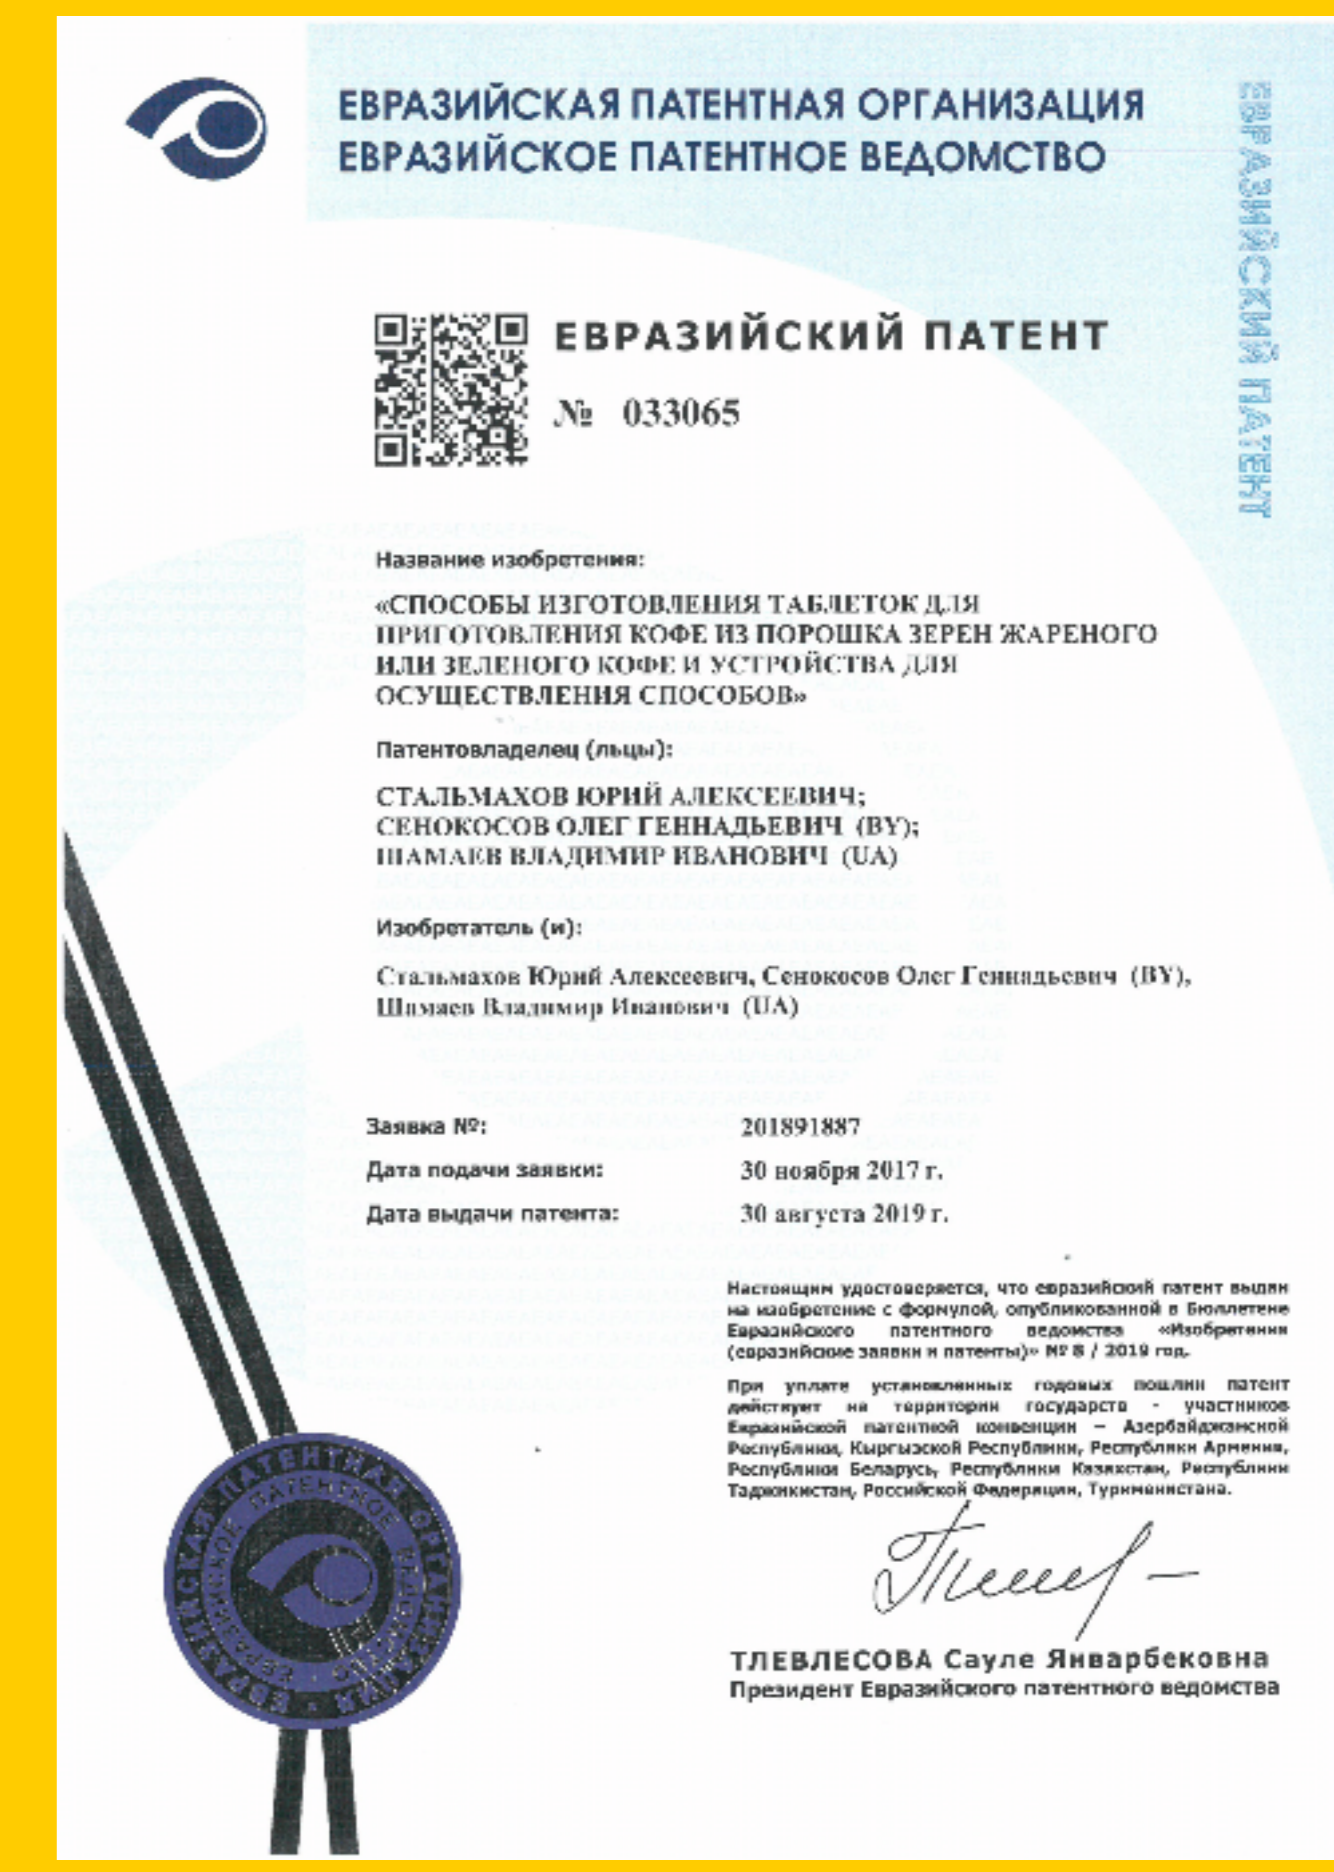 ЕВРАЗИЙСКАЯ ПАТЕНТНАЯ ОРГАНИЗАЦИЯ
ЕВРАЗИЙСКОЕ ПАТЕНТНОЕ ВЕДОМСТВО
ЕВРАЗИЙСКИЙ ПАТЕНТ
ЕВРАЗИЙСКИЙ ПАТЕНТ
№ 033065
Название изобретения:
«СПОСОБЫ ИЗГОТОВЛЕНИЯ ТАБЛЕТОК ДЛЯ
ПРИГОТОВЛЕНИЯ КОФЕ ИЗ ПОРОШКА ЗЕРЕН ЖАРЕНОГО
ИЛИ ЗЕЛЕНОГО КОФЕ И УСТРОЙСТВА ДЛЯ
ОСУЩЕСТВЛЕНИЯ СПОСОБОВ»
Патентовладелец (льцы):
СТАЛЬМАХОВ ЮРИЙ АЛЕКСЕЕВИЧ;
СЕНОКОСОВ ОЛЕГ ГЕННАДЬЕВИЧ (BY);
ШАМАЕВ ВЛАДИМИР ИВАНОВИЧ (UA)
Изобретатель (и):
Стальмахов Юрий Алексеевич, Сенокосов Олег Геннадьевич (BY),
Шамаев Владимир Иванович (UA)
Заявка №: 201891887
Дата подачи заявки: 30 ноября 2017 г.
Дата выдачи патента: 30 августа 2019 г.
Настоящим удостоверяется, что евразийский патент выдан
на изобретение с формулой, опубликованной в Бюллетене
Евразийского патентного ведомства «Изобретения
(евразийские заявки и патенты)» № 8 / 2019 год.
При уплате установленных годовых пошлин патент
действует на территории государств - участников
Евразийской патентной конвенции – Азербайджанской
Республики, Кыргызской Республики, Республики Армения,
Республики Беларусь, Республики Казахстан, Республики
Таджикистан, Российской Федерации, Туркменистана.
ТЛЕВЛЕСОВА Сауле Январбековна
Президент Евразийского патентного ведомства
ЕВРАЗИЙСКАЯ ПАТЕНТНАЯ ОРГАНИЗАЦИЯ
ЕВРАЗИЙСКОЕ ПАТЕНТНОЕ ВЕДОМСТВО